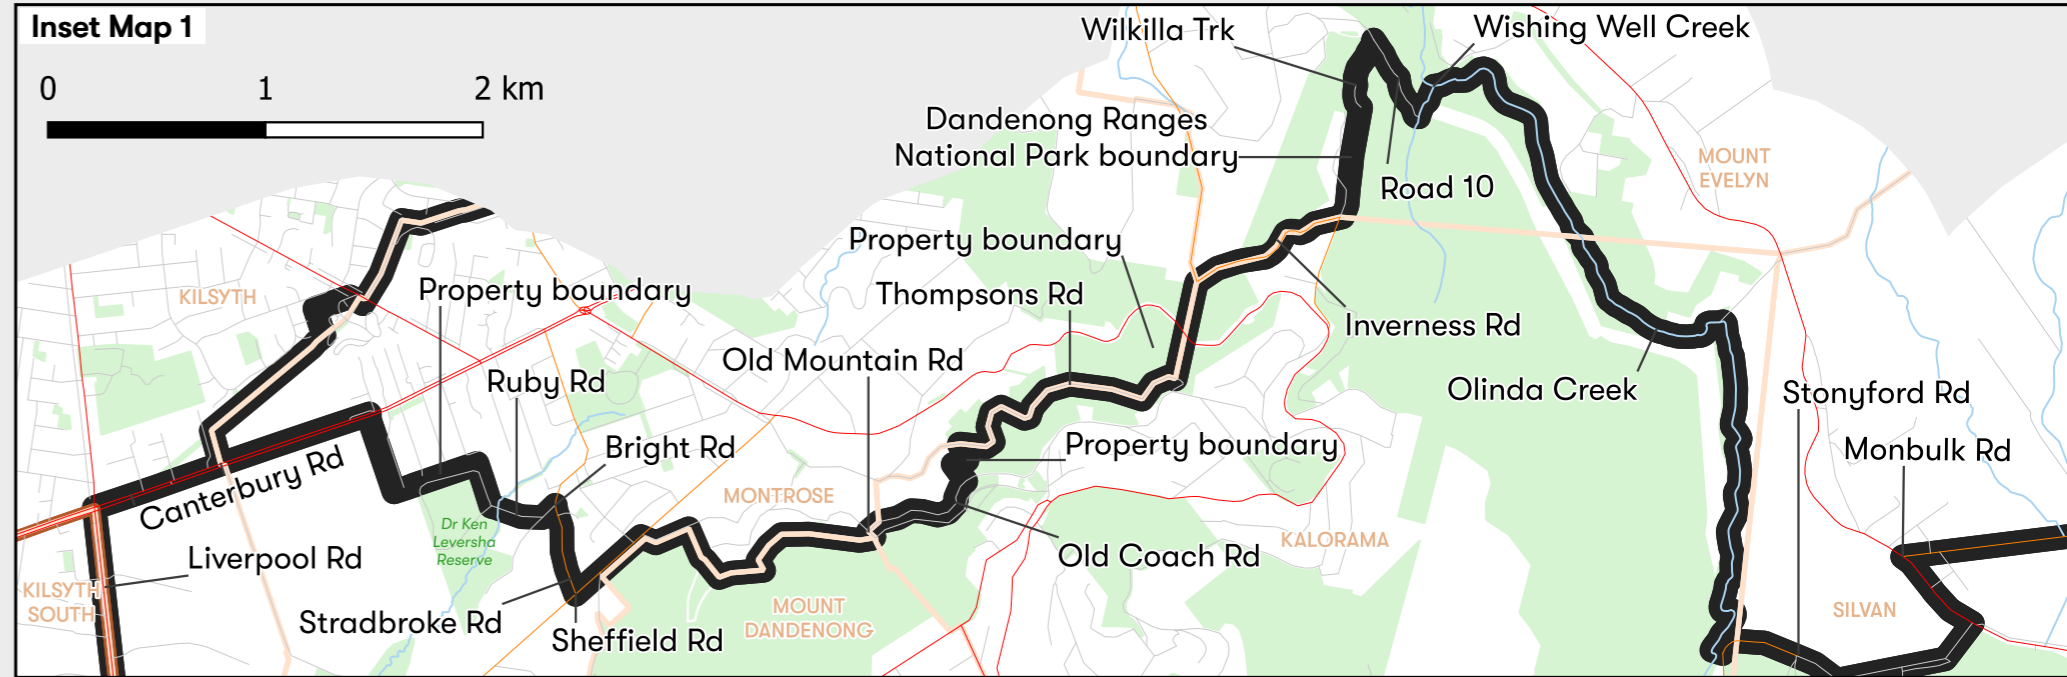 Inset Map 1
0 1 2 km
Wilkilla Trk
Wishing Well Creek
Dandenong Ranges
National Park boundary
MOUNT
EVELYN
Road 10
Property boundary
KILSYTH
Property boundary
Thompsons Rd
Inverness Rd
Old Mountain Rd
Ruby Rd
Olinda Creek
Stonyford Rd
Bright Rd
Property boundary
Monbulk Rd
Canterbury Rd
MONTROSE
Dr Ken
Leversha
Reserve
KALORAMA
Liverpool Rd
Old Coach Rd
KILSYTH
SOUTH
Stradbroke Rd
Sheffield Rd
MOUNT
DANDENONG
SILVAN